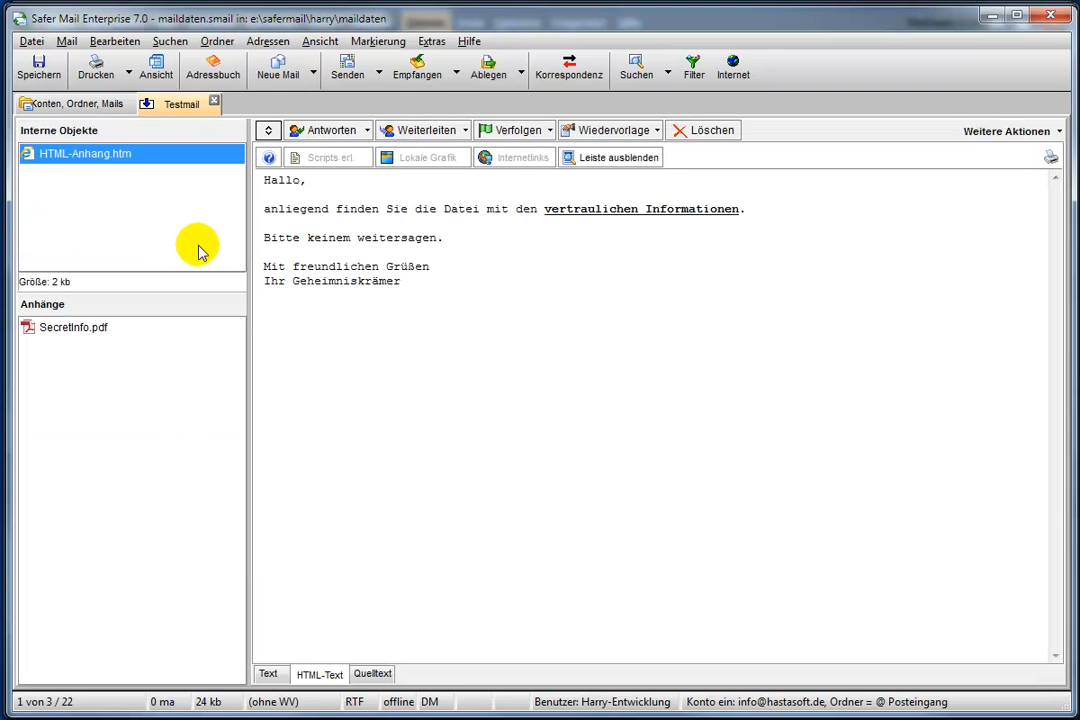 Safer Mail Enterprise 7.0 - maildaten.smail in: e:\safermail\harry\maildaten
Datei Mail Bearbeiten Suchen Ordner Adressen Ansicht Markierung Extras Hilfe
Speichern Drucken Ansicht Adressbuch Neue Mail Senden Empfangen Ablegen Korrespondenz Suchen Filter Internet
Konten, Ordner, Mails Testmail
Interne Objekte
HTML-Anhang.htm
Größe: 2 kb
Anhänge
SecretInfo.pdf
Antworten Weiterleiten Verfolgen Wiedervorlage Löschen Weitere Aktionen
Scripts erl. Lokale Grafik Internetlinks Leiste ausblenden
Hallo,
anliegend finden Sie die Datei mit den vertraulichen Informationen.
Bitte keinem weitersagen.
Mit freundlichen Grüßen
Ihr Geheimniskrämer
Text HTML-Text Quelltext
1 von 3 / 22 0 ma 24 kb (ohne WV) RTF offline DM Benutzer: Harry-Entwicklung Konto ein: info@hastasoft.de, Ordner = @ Posteingang